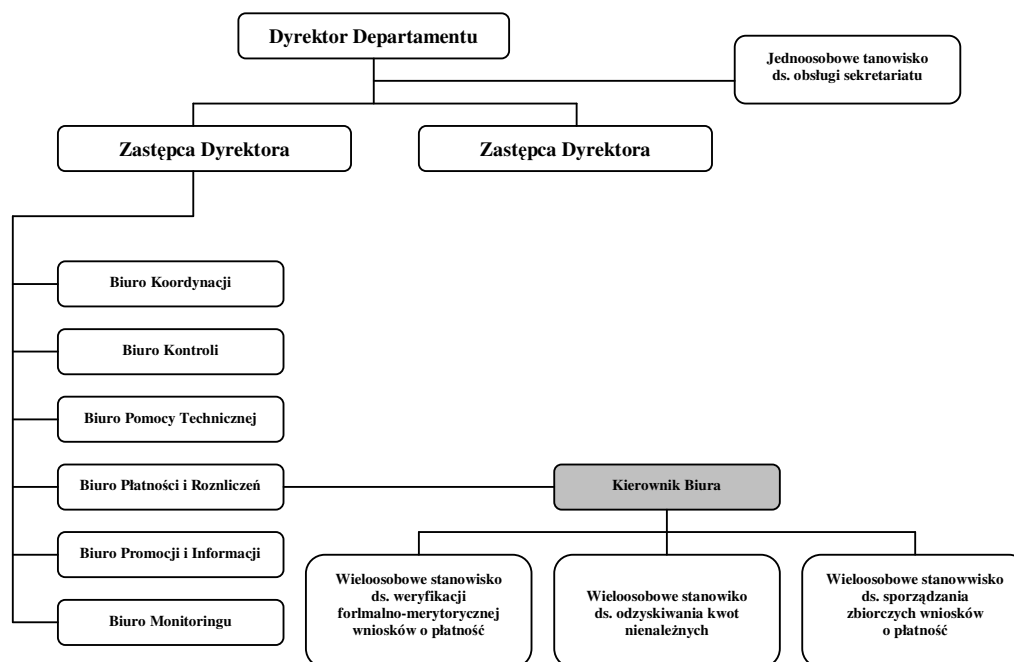 Dyrektor Departamentu
Jednoosobowe tanowisko
ds. obsługi sekretariatu
Zastępca Dyrektora
Zastępca Dyrektora
Biuro Koordynacji
Biuro Kontroli
Biuro Pomocy Technicznej
Biuro Płatności i Roznliczeń
Kierownik Biura
Biuro Promocji i Informacji
Biuro Monitoringu
Wieloosobowe stanowisko
ds. weryfikacji
forlmalno-merytorycznej
wniosków o płatność
Wieloosobowe stanowiko
ds. odzyskiwania kwot
nienależnych
Wieloosobowe stanowwisko
ds. sporządzania
zbiorczych wniosków
o płatność